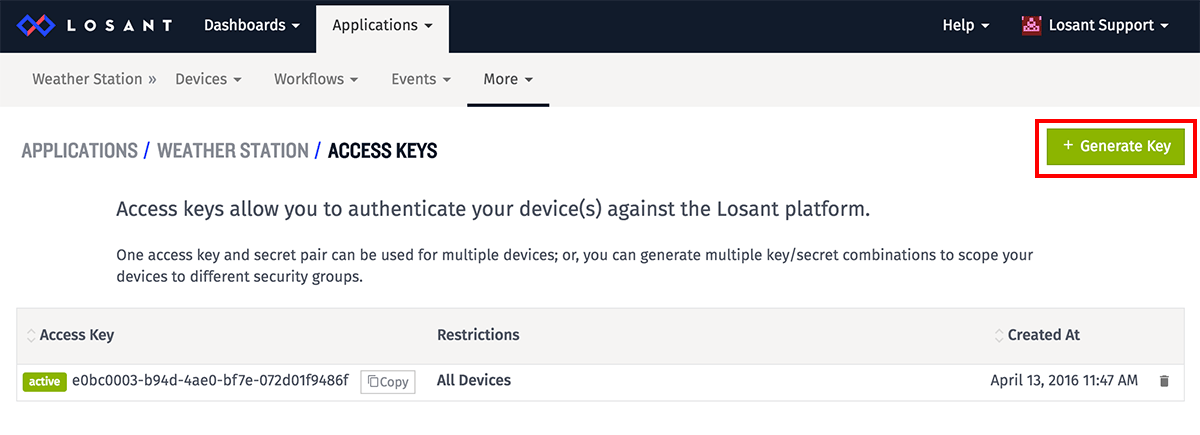 LOSANT Dashboards Applications Help Losant Support
Weather Station » Devices Workflows Events More
APPLICATIONS / WEATHER STATION / ACCESS KEYS + Generate Key
Access keys allow you to authenticate your device(s) against the Losant platform.
One access key and secret pair can be used for multiple devices; or, you can generate multiple key/secret combinations to scope your
devices to different security groups.
Access Key Restrictions Created At
active e0bc0003-b94d-4ae0-bf7e-072d01f9486f Copy All Devices April 13, 2016 11:47 AM